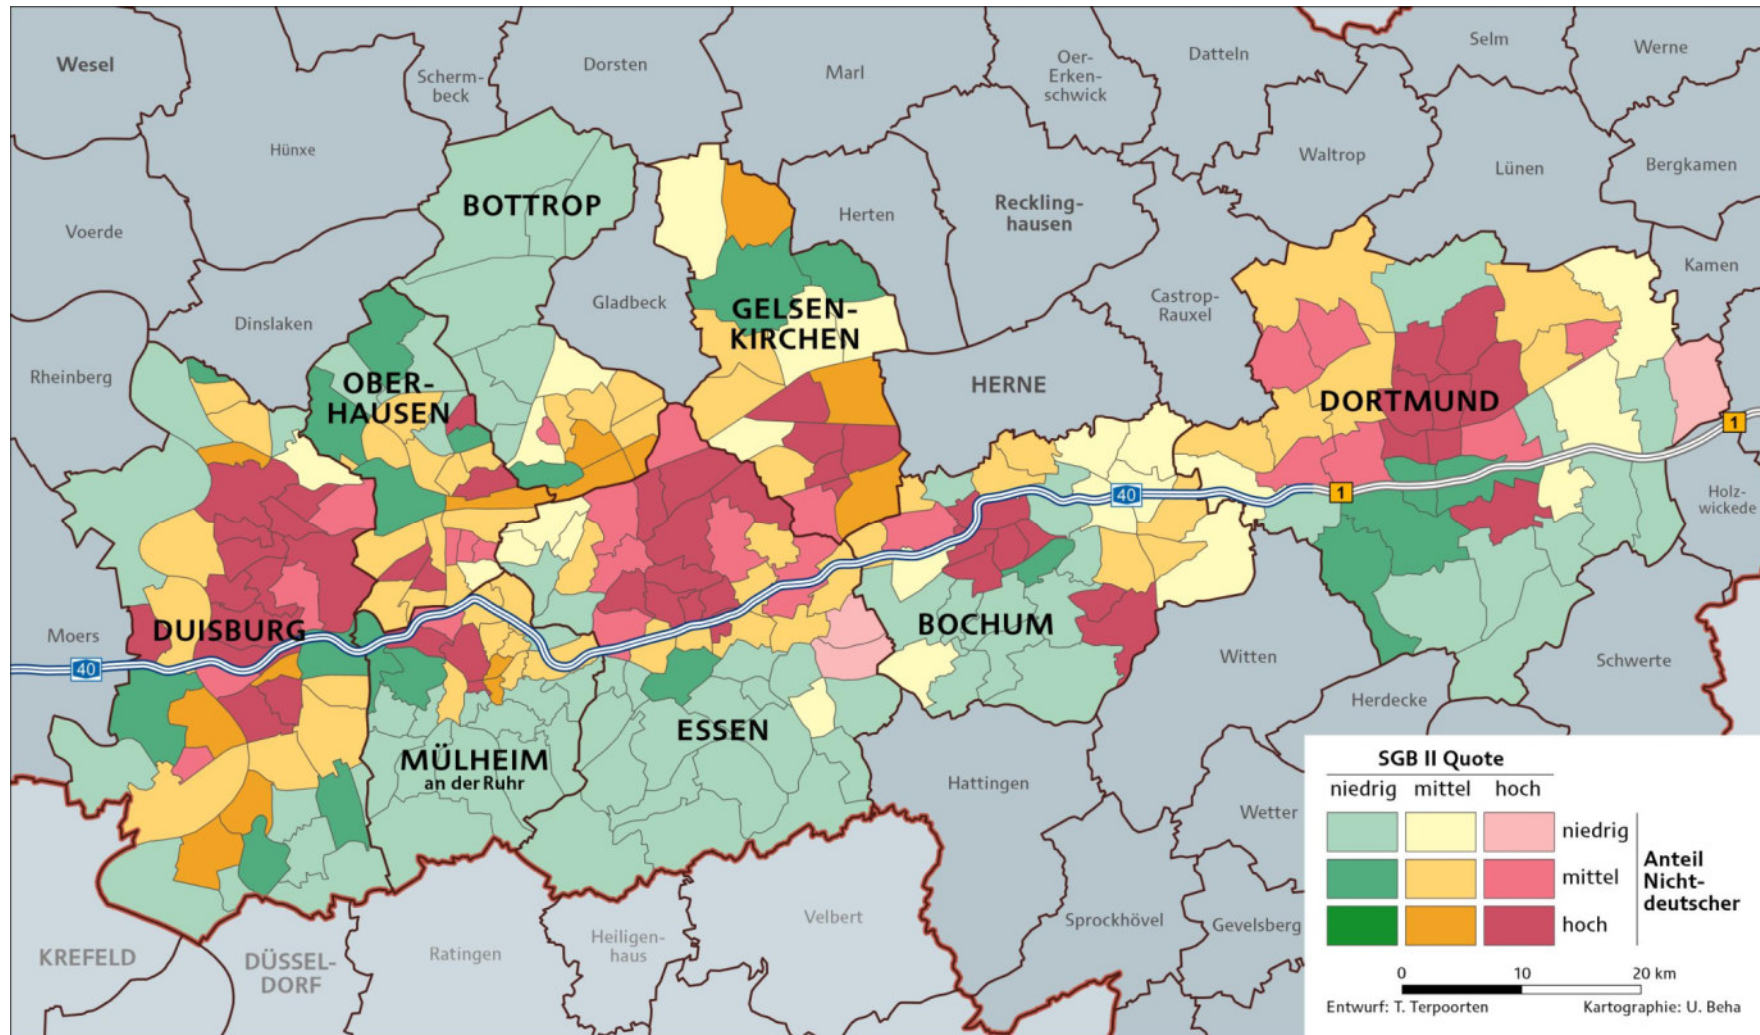 Wesel
Scherm-
beck
Dorsten
Marl
Oer-
Erken-
schwick
Datteln
Selm
Werne
Hünxe
Waltrop
Lünen
Bergkamen
Voerde
BOTTROP
Herten
Reckling-
hausen
Kamen
Dinslaken
Gladbeck
GELSEN-
KIRCHEN
Castrop-
Rauxel
Rheinberg
OBER-
HAUSEN
HERNE
DORTMUND
1
40
1
Holz-
wickede
Moers
DUISBURG
BOCHUM
40
Witten
Schwerte
Herdecke
ESSEN
MÜLHEIM
an der Ruhr
Hattingen
Wetter
Velbert
Sprockhövel
Gevelsberg
KREFELD
DÜSSEL-
DORF
Ratingen
Heiligen-
haus
SGB II Quote
niedrig mittel hoch
niedrig
mittel
hoch
Anteil
Nicht-
deutscher
0 10 20 km
Entwurf: T. Terpoorten Kartographie: U. Beha